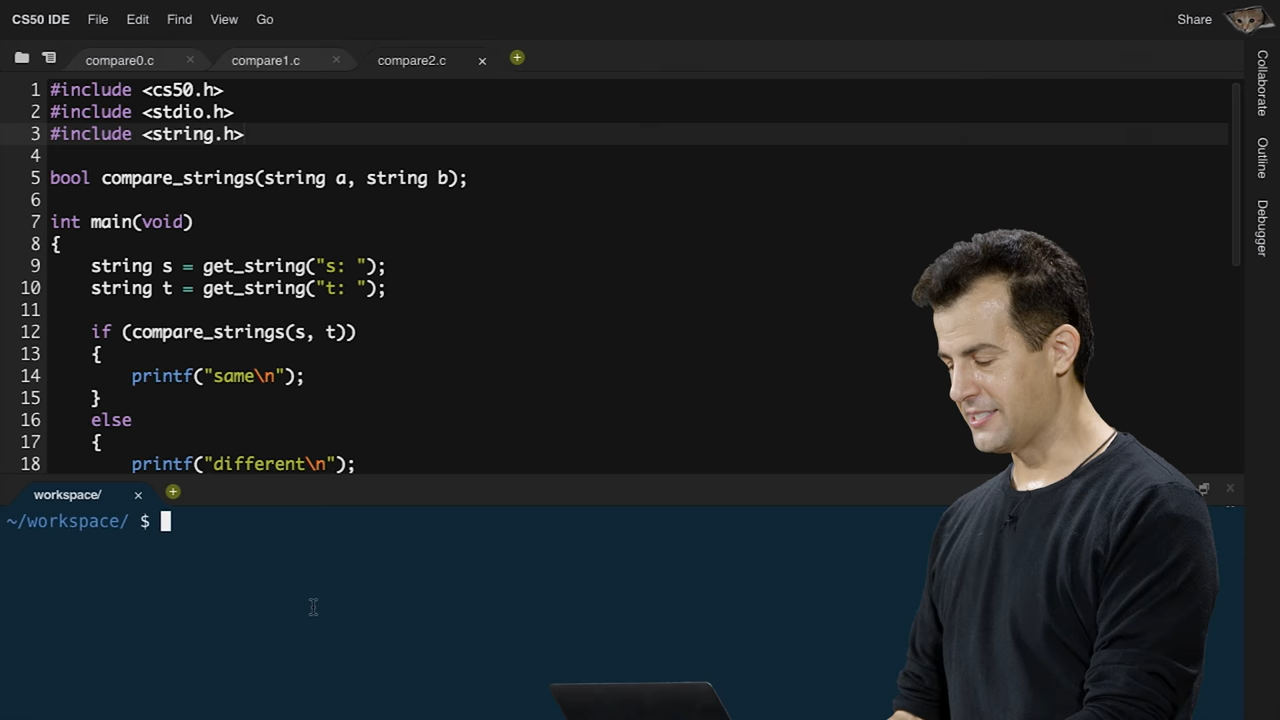 CS50 IDE File Edit Find View Go Share
compare0.c compare1.c compare2.c
1 #include <cs50.h>
2 #include <stdio.h>
3 #include <string.h>
4
5 bool compare_strings(string a, string b);
6
7 int main(void)
8 {
9 string s = get_string("s: ");
10 string t = get_string("t: ");
11
12 if (compare_strings(s, t))
13 {
14 printf("same\n");
15 }
16 else
17 {
18 printf("different\n");
workspace/
~/workspace/ $
Collaborate
Outline
Debugger